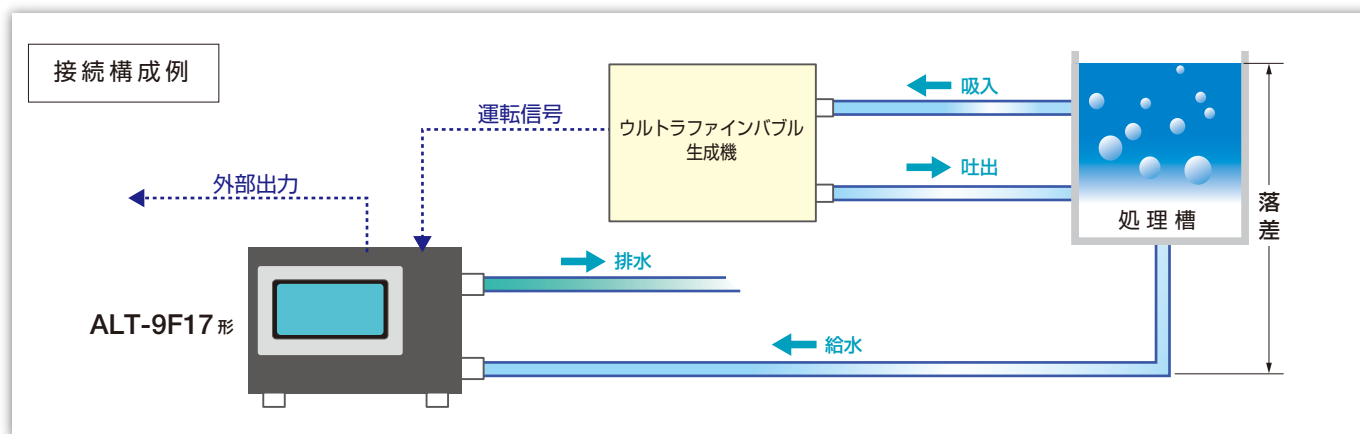 接続構成例
吸入
運転信号
ウルトラファインバブル
生成機
吐出
外部出力
処理槽
落差
排水
ALT-9F17形
給水